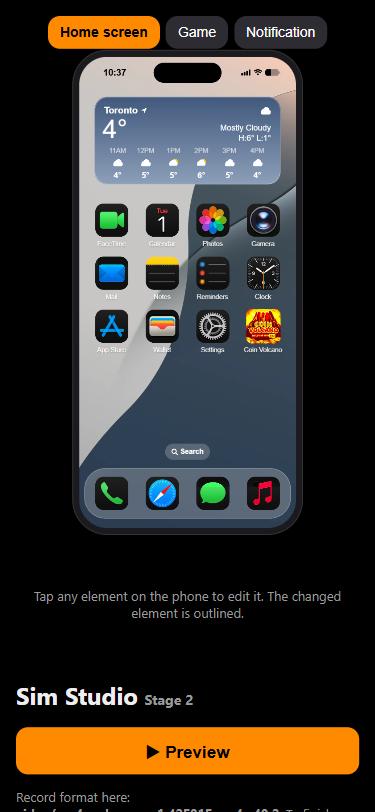 Home screen
Game
Notification
10:37
Toronto
4°
Mostly Cloudy
H:6° L:1°
11AM 12PM 1PM 2PM 3PM 4PM
4° 5° 5° 6° 5° 4°
Tue
1
FaceTime Calendar Photos Camera
Mail Notes Reminders Clock
COIN
VOLCANO
App Store Wallet Settings Coin Volcano
Search
Tap any element on the phone to edit it. The changed
element is outlined.
Sim Studio Stage 2
▶ Preview
Record format here: